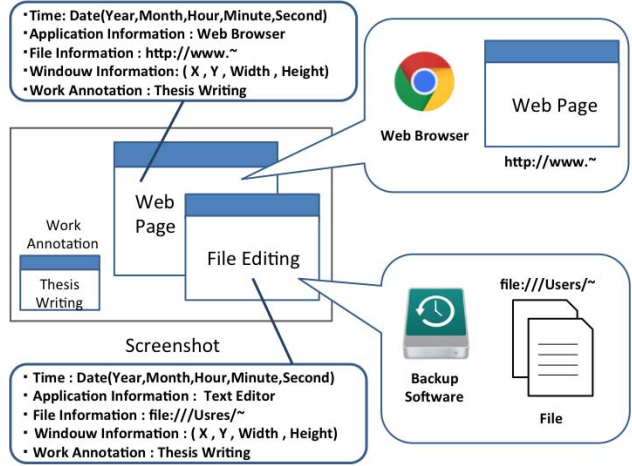 ・Time: Date(Year,Month,Hour,Minute,Second)
・Application Information : Web Browser
・File Information : http://www.~
・Windouw Information: ( X , Y , Width , Height)
・Work Annotation : Thesis Writing
Web Browser
Web Page
http://www.~
Work
Annotation
Thesis
Writing
Web
Page
File Editing
Screenshot
file:///Users/~
Backup
Software
File
・Time : Date(Year,Month,Hour,Minute,Second)
・Application Information : Text Editor
・File Information : file:///Usres/~
・Windouw Information : ( X , Y , Width , Height)
・Work Annotation : Thesis Writing